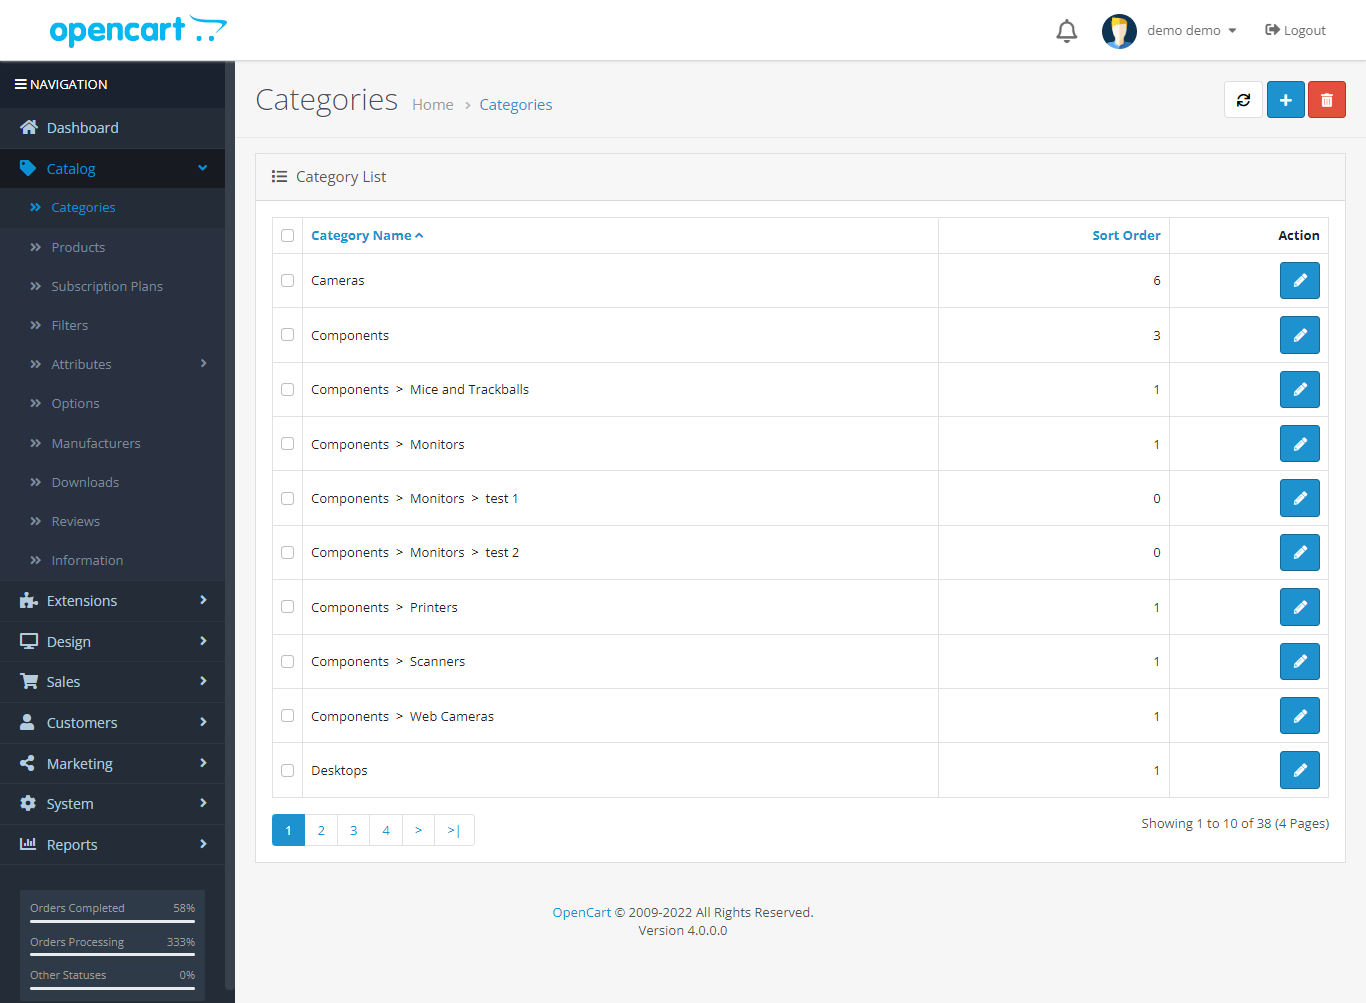 opencart
demo demo
Logout
NAVIGATION
Dashboard
Catalog
Categories
Products
Subscription Plans
Filters
Attributes
Options
Manufacturers
Downloads
Reviews
Information
Extensions
Design
Sales
Customers
Marketing
System
Reports
Orders Completed 58%
Orders Processing 333%
Other Statuses 0%
Categories Home › Categories
Category List
Category Name Sort Order Action
Cameras 6
Components 3
Components > Mice and Trackballs 1
Components > Monitors 1
Components > Monitors > test 1 0
Components > Monitors > test 2 0
Components > Printers 1
Components > Scanners 1
Components > Web Cameras 1
Desktops 1
1 2 3 4 > >|
Showing 1 to 10 of 38 (4 Pages)
OpenCart © 2009-2022 All Rights Reserved.
Version 4.0.0.0